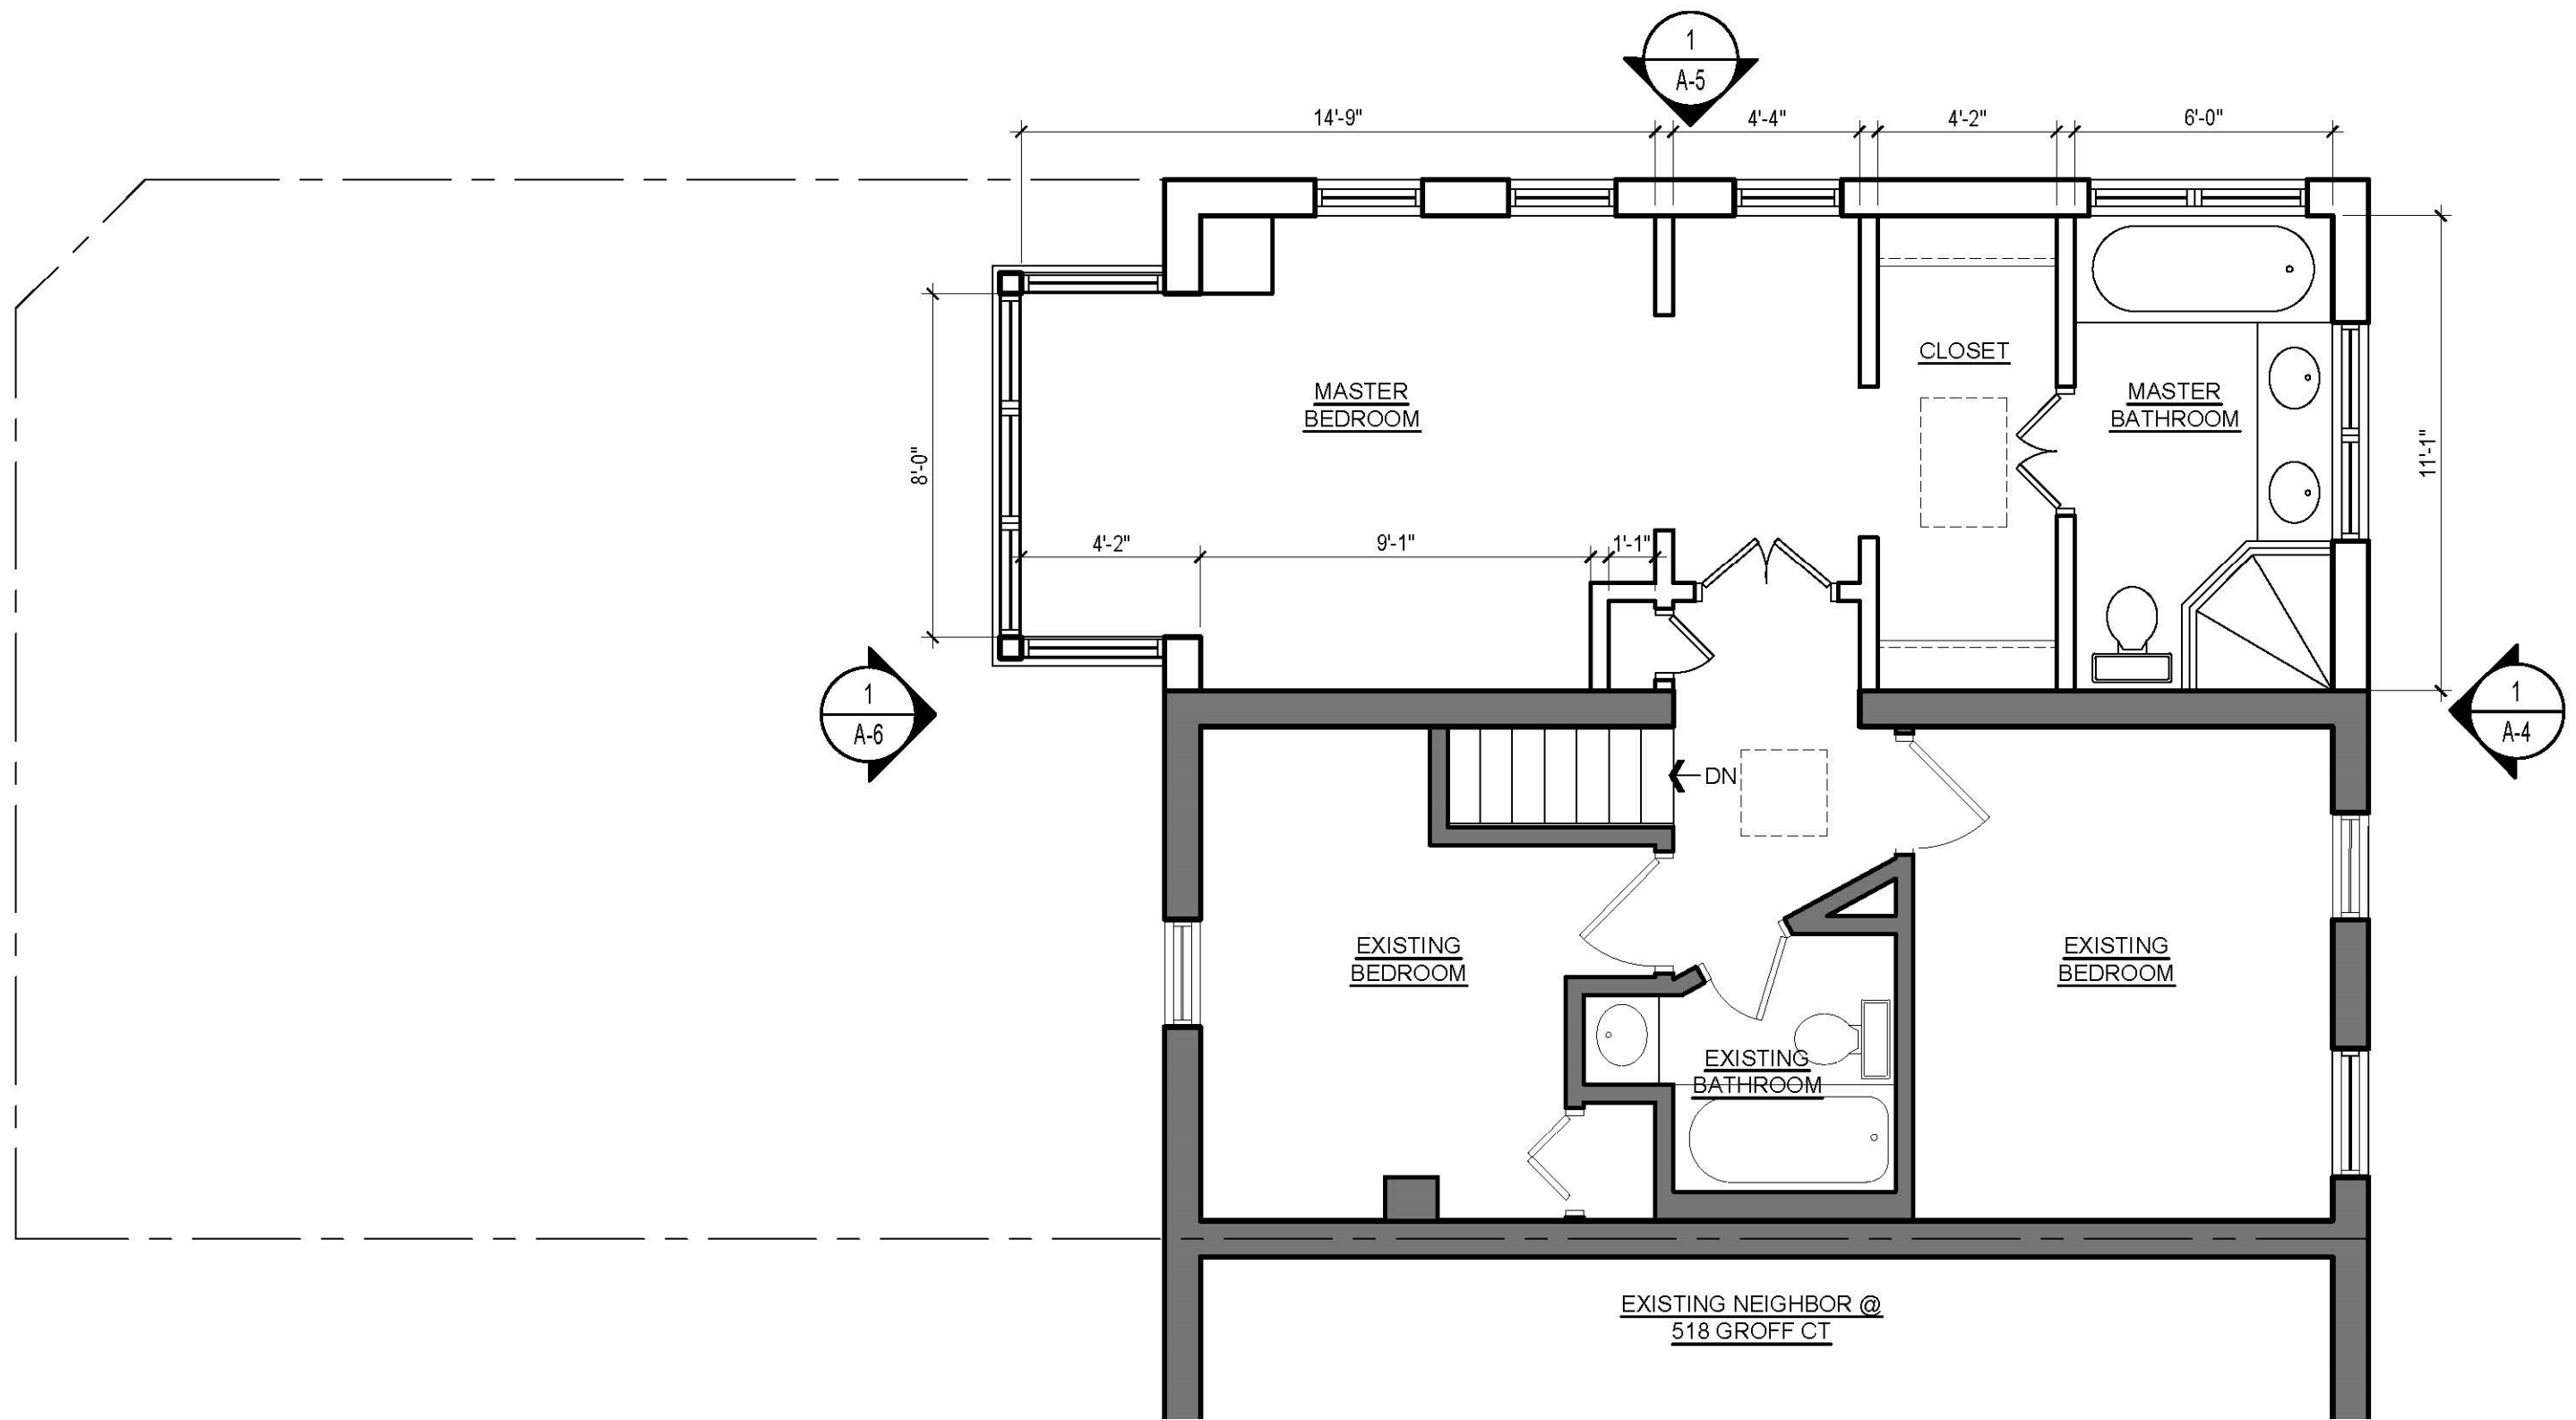 1
A-5
14'-9"
4'-4"
4'-2"
6'-0"
CLOSET
MASTER
BEDROOM
MASTER
BATHROOM
8'-0"
11'-1"
4'-2"
9'-1"
1'-1"
1
A-6
1
A-4
DN
EXISTING
BEDROOM
EXISTING
BEDROOM
EXISTING
BATHROOM
EXISTING NEIGHBOR @
518 GROFF CT